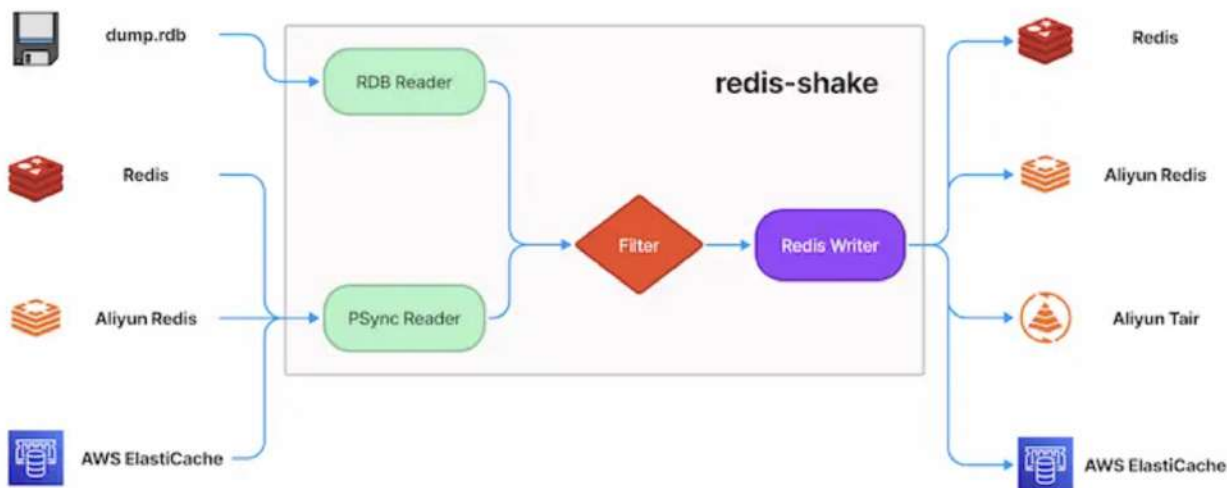 dump.rdb
Redis
Aliyun Redis
AWS ElastiCache
redis-shake
RDB Reader
PSync Reader
Filter
Redis Writer
Redis
Aliyun Redis
Aliyun Tair
AWS ElastiCache